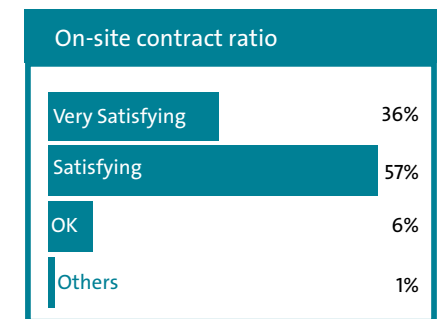 On-site contract ratio
Very Satisfying 36%
Satisfying 57%
OK 6%
Others 1%